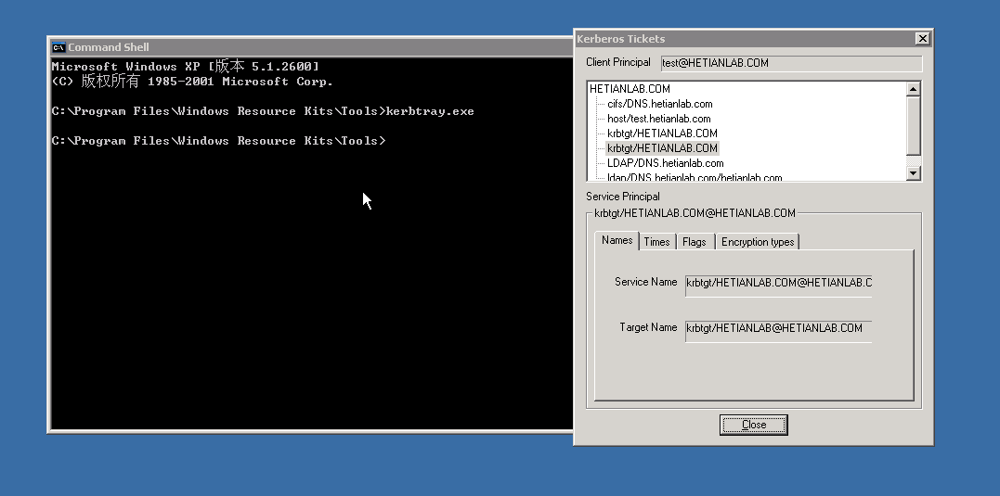 Command Shell
Microsoft Windows XP [版本 5.1.2600]
(C) 版权所有 1985-2001 Microsoft Corp.
C:\Program Files\Windows Resource Kits\Tools>kerbtray.exe
C:\Program Files\Windows Resource Kits\Tools>
Kerberos Tickets
Client Principal test@HETIANLAB.COM
HETIANLAB.COM
cifs/DNS.hetianlab.com
host/test.hetianlab.com
krbtgt/HETIANLAB.COM
krbtgt/HETIANLAB.COM
LDAP/DNS.hetianlab.com
ldap/DNS.hetianlab.com/hetianlab.com
Service Principal
krbtgt/HETIANLAB.COM@HETIANLAB.COM
Names Times Flags Encryption types
Service Name krbtgt/HETIANLAB.COM@HETIANLAB.C
Target Name krbtgt/HETIANLAB@HETIANLAB.COM
Close